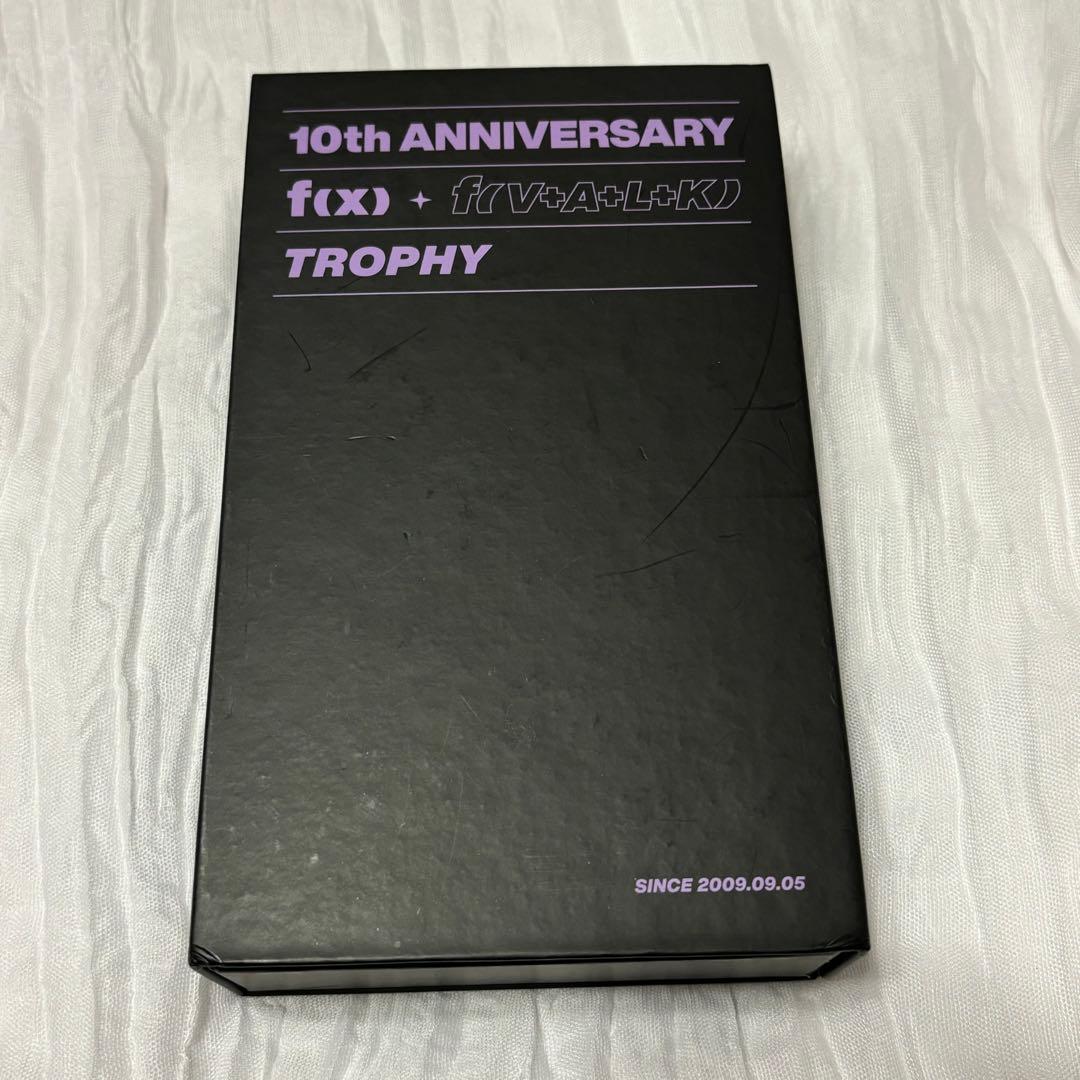 10th ANNIVERSARY
f(x) ✦ f(V+A+L+K)
TROPHY
SINCE 2009.09.05